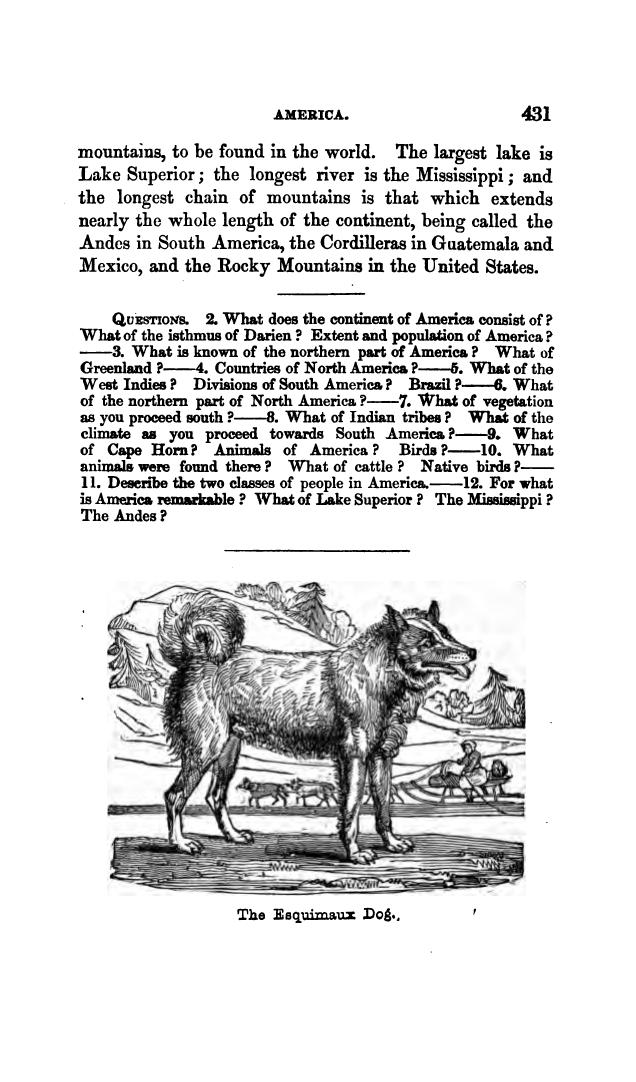 AMERICA. 431
mountains, to be found in the world. The largest lake is
Lake Superior; the longest river is the Mississippi; and
the longest chain of mountains is that which extends
nearly the whole length of the continent, being called the
Andes in South America, the Cordilleras in Guatemala and
Mexico, and the Rocky Mountains in the United States.
QUESTIONS. 2. What does the continent of America consist of?
What of the isthmus of Darien? Extent and population of America?
——3. What is known of the northern part of America? What of
Greenland?——4. Countries of North America?——5. What of the
West Indies? Divisions of South America? Brazil?——6. What
of the northern part of North America?——7. What of vegetation
as you proceed south?——8. What of Indian tribes? What of the
climate as you proceed towards South America?——9. What
of Cape Horn? Animals of America? Birds?——10. What
animals were found there? What of cattle? Native birds?——
11. Describe the two classes of people in America.——12. For what
is America remarkable? What of Lake Superior? The Mississippi?
The Andes?
The Esquimaux Dog.